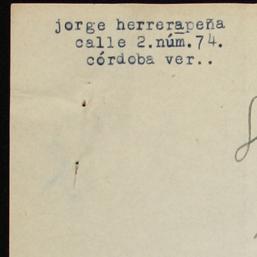 jorge herrerapeña
calle 2.núm.74.
córdoba ver..